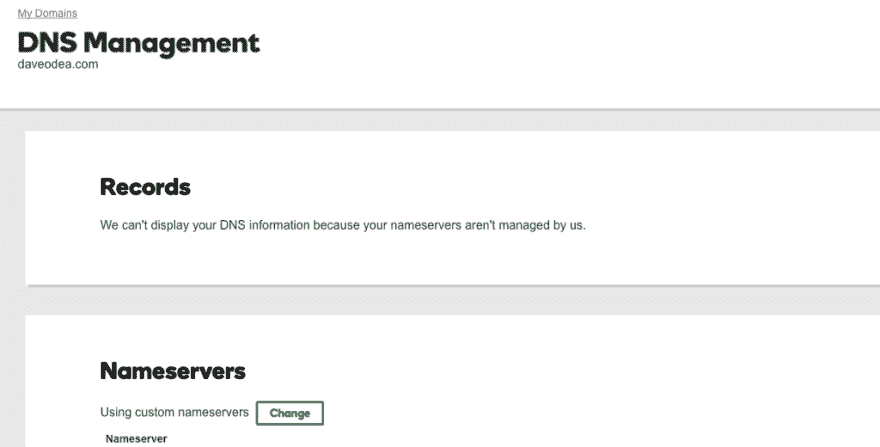 My Domains
DNS Management
daveodea.com
Records
We can't display your DNS information because your nameservers aren't managed by us.
Nameservers
Using custom nameservers Change
Nameserver